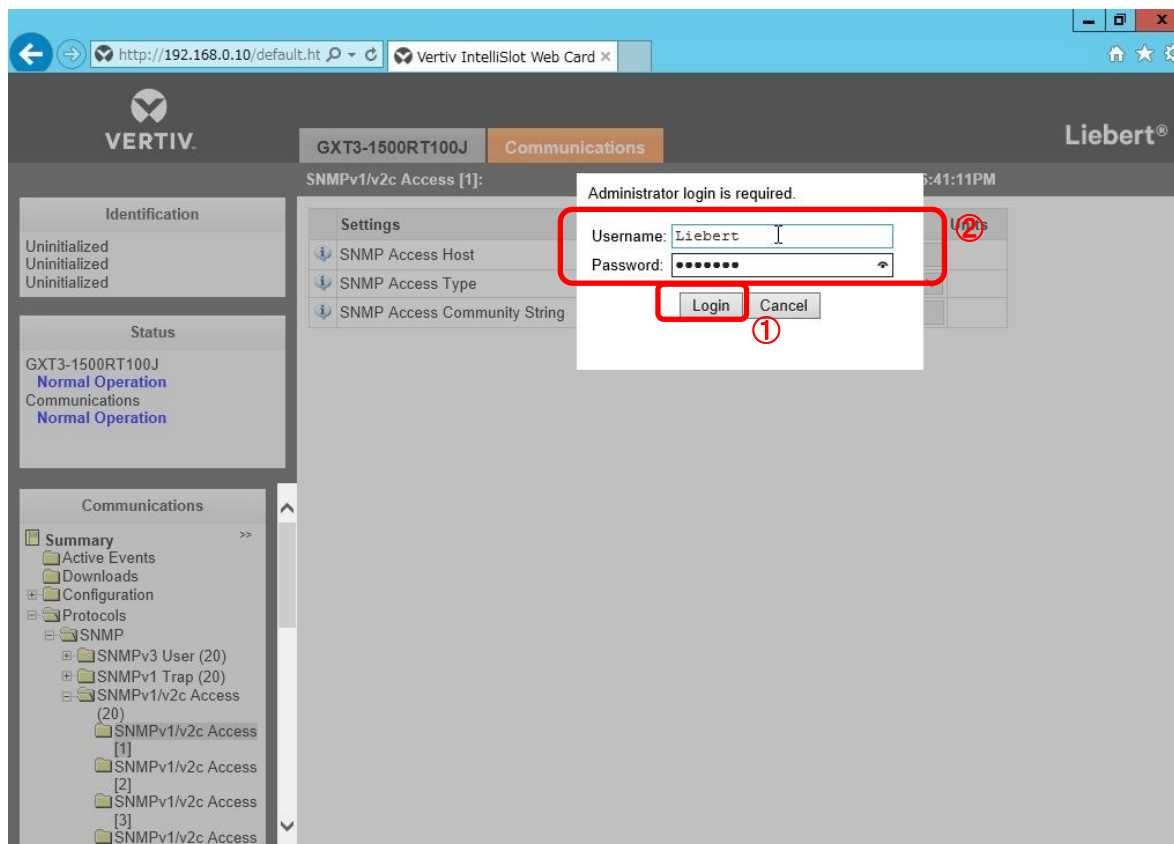 http://192.168.0.10/default.ht
Vertiv IntelliSlot Web Card
VERTIV.
GXT3-1500RT100J
Communications
Liebert®
SNMPv1/v2c Access [1]:
:41:11PM
Identification
Uninitialized
Uninitialized
Uninitialized
Status
GXT3-1500RT100J
Normal Operation
Communications
Normal Operation
Communications
Summary >>
Active Events
Downloads
Configuration
Protocols
SNMP
SNMPv3 User (20)
SNMPv1 Trap (20)
SNMPv1/v2c Access
(20)
SNMPv1/v2c Access
[1]
SNMPv1/v2c Access
[2]
SNMPv1/v2c Access
[3]
SNMPv1/v2c Access
Settings
Units
SNMP Access Host
SNMP Access Type
SNMP Access Community String
Administrator login is required.
Username: Liebert
Password: •••••••
②
Login Cancel
①